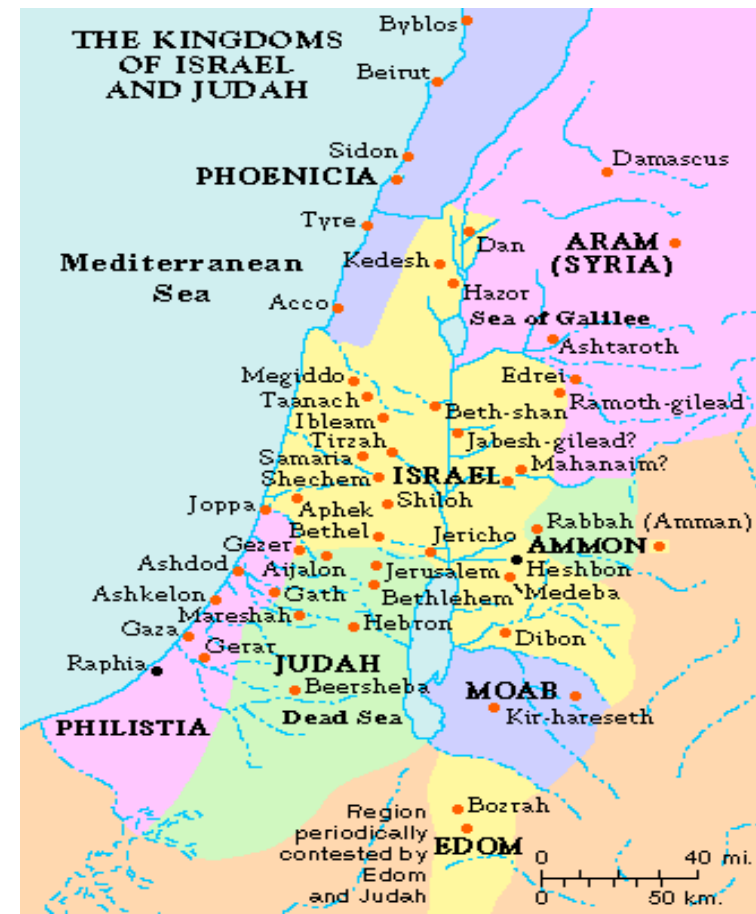 THE KINGDOMS
OF ISRAEL
AND JUDAH
Byblos
Beirut
Sidon
PHOENICIA
Damascus
Tyre
Dan
ARAM
(SYRIA)
Mediterranean
Sea
Kedesh
Hazor
Acco
Sea of Galilee
Ashtaroth
Megiddo
Edrei
Taanach
Beth-shan
Ramoth-gilead
Ibleam
Tirzah
Jabesh-gilead?
Samaria
ISRAEL
Mahanaim?
Shechem
Joppa
Aphek
Shiloh
Rabbah (Amman)
Bethel
Jericho
Gezer
AMMON
Ashdod
Aijalon
Jerusalem
Heshbon
Ashkelon
Gath
Bethlehem
Medeba
Mareshah
Gaza
Hebron
Dibon
Gerar
Raphia
JUDAH
Beersheba
MOAB
PHILISTIA
Dead Sea
Kir-hareseth
Region
periodically
contested by
Edom
and Judah
Bozrah
EDOM
0 40 mi.
0 50 km.